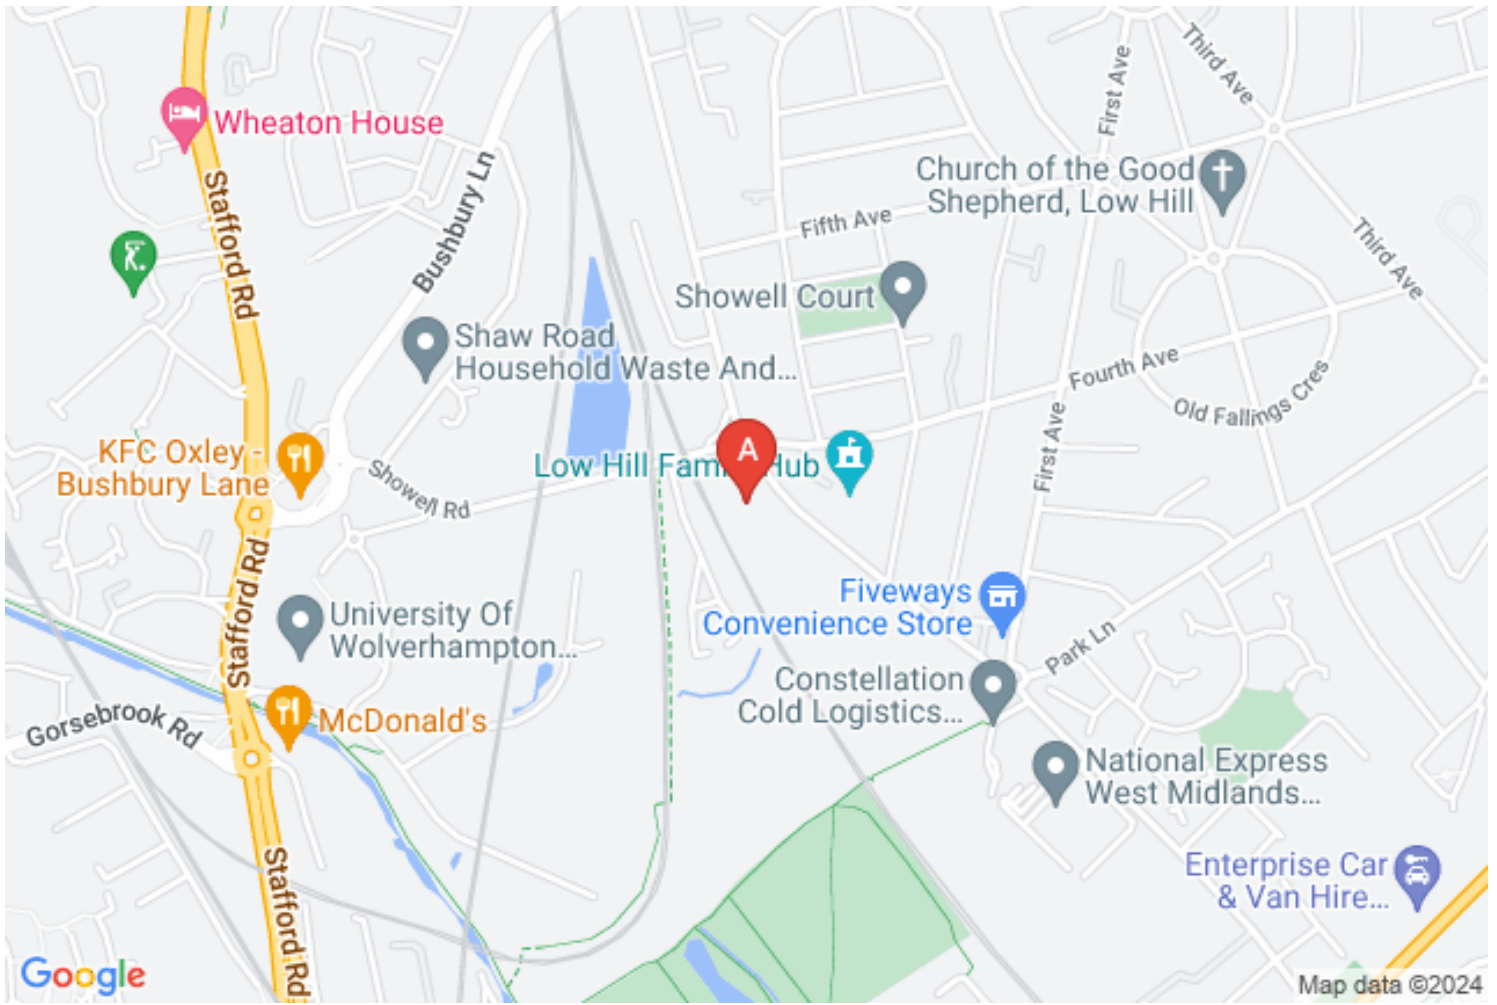 Wheaton House
Stafford Rd
Bushbury Ln
Third Ave
First Ave
Church of the Good
Shepherd, Low Hill
Fifth Ave
Third Ave
Showell Court
Shaw Road
Household Waste And...
Fourth Ave
Old Fallings Cres
KFC Oxley -
Bushbury Lane
Showell Rd
A
Low Hill Fam Hub
First Ave
Stafford Rd
Fiveways
Convenience Store
University Of
Wolverhampton...
Park Ln
Constellation
Cold Logistics...
Gorsebrook Rd
McDonald's
National Express
West Midlands...
Enterprise Car
& Van Hire...
Stafford Rd
Google
Map data ©2024